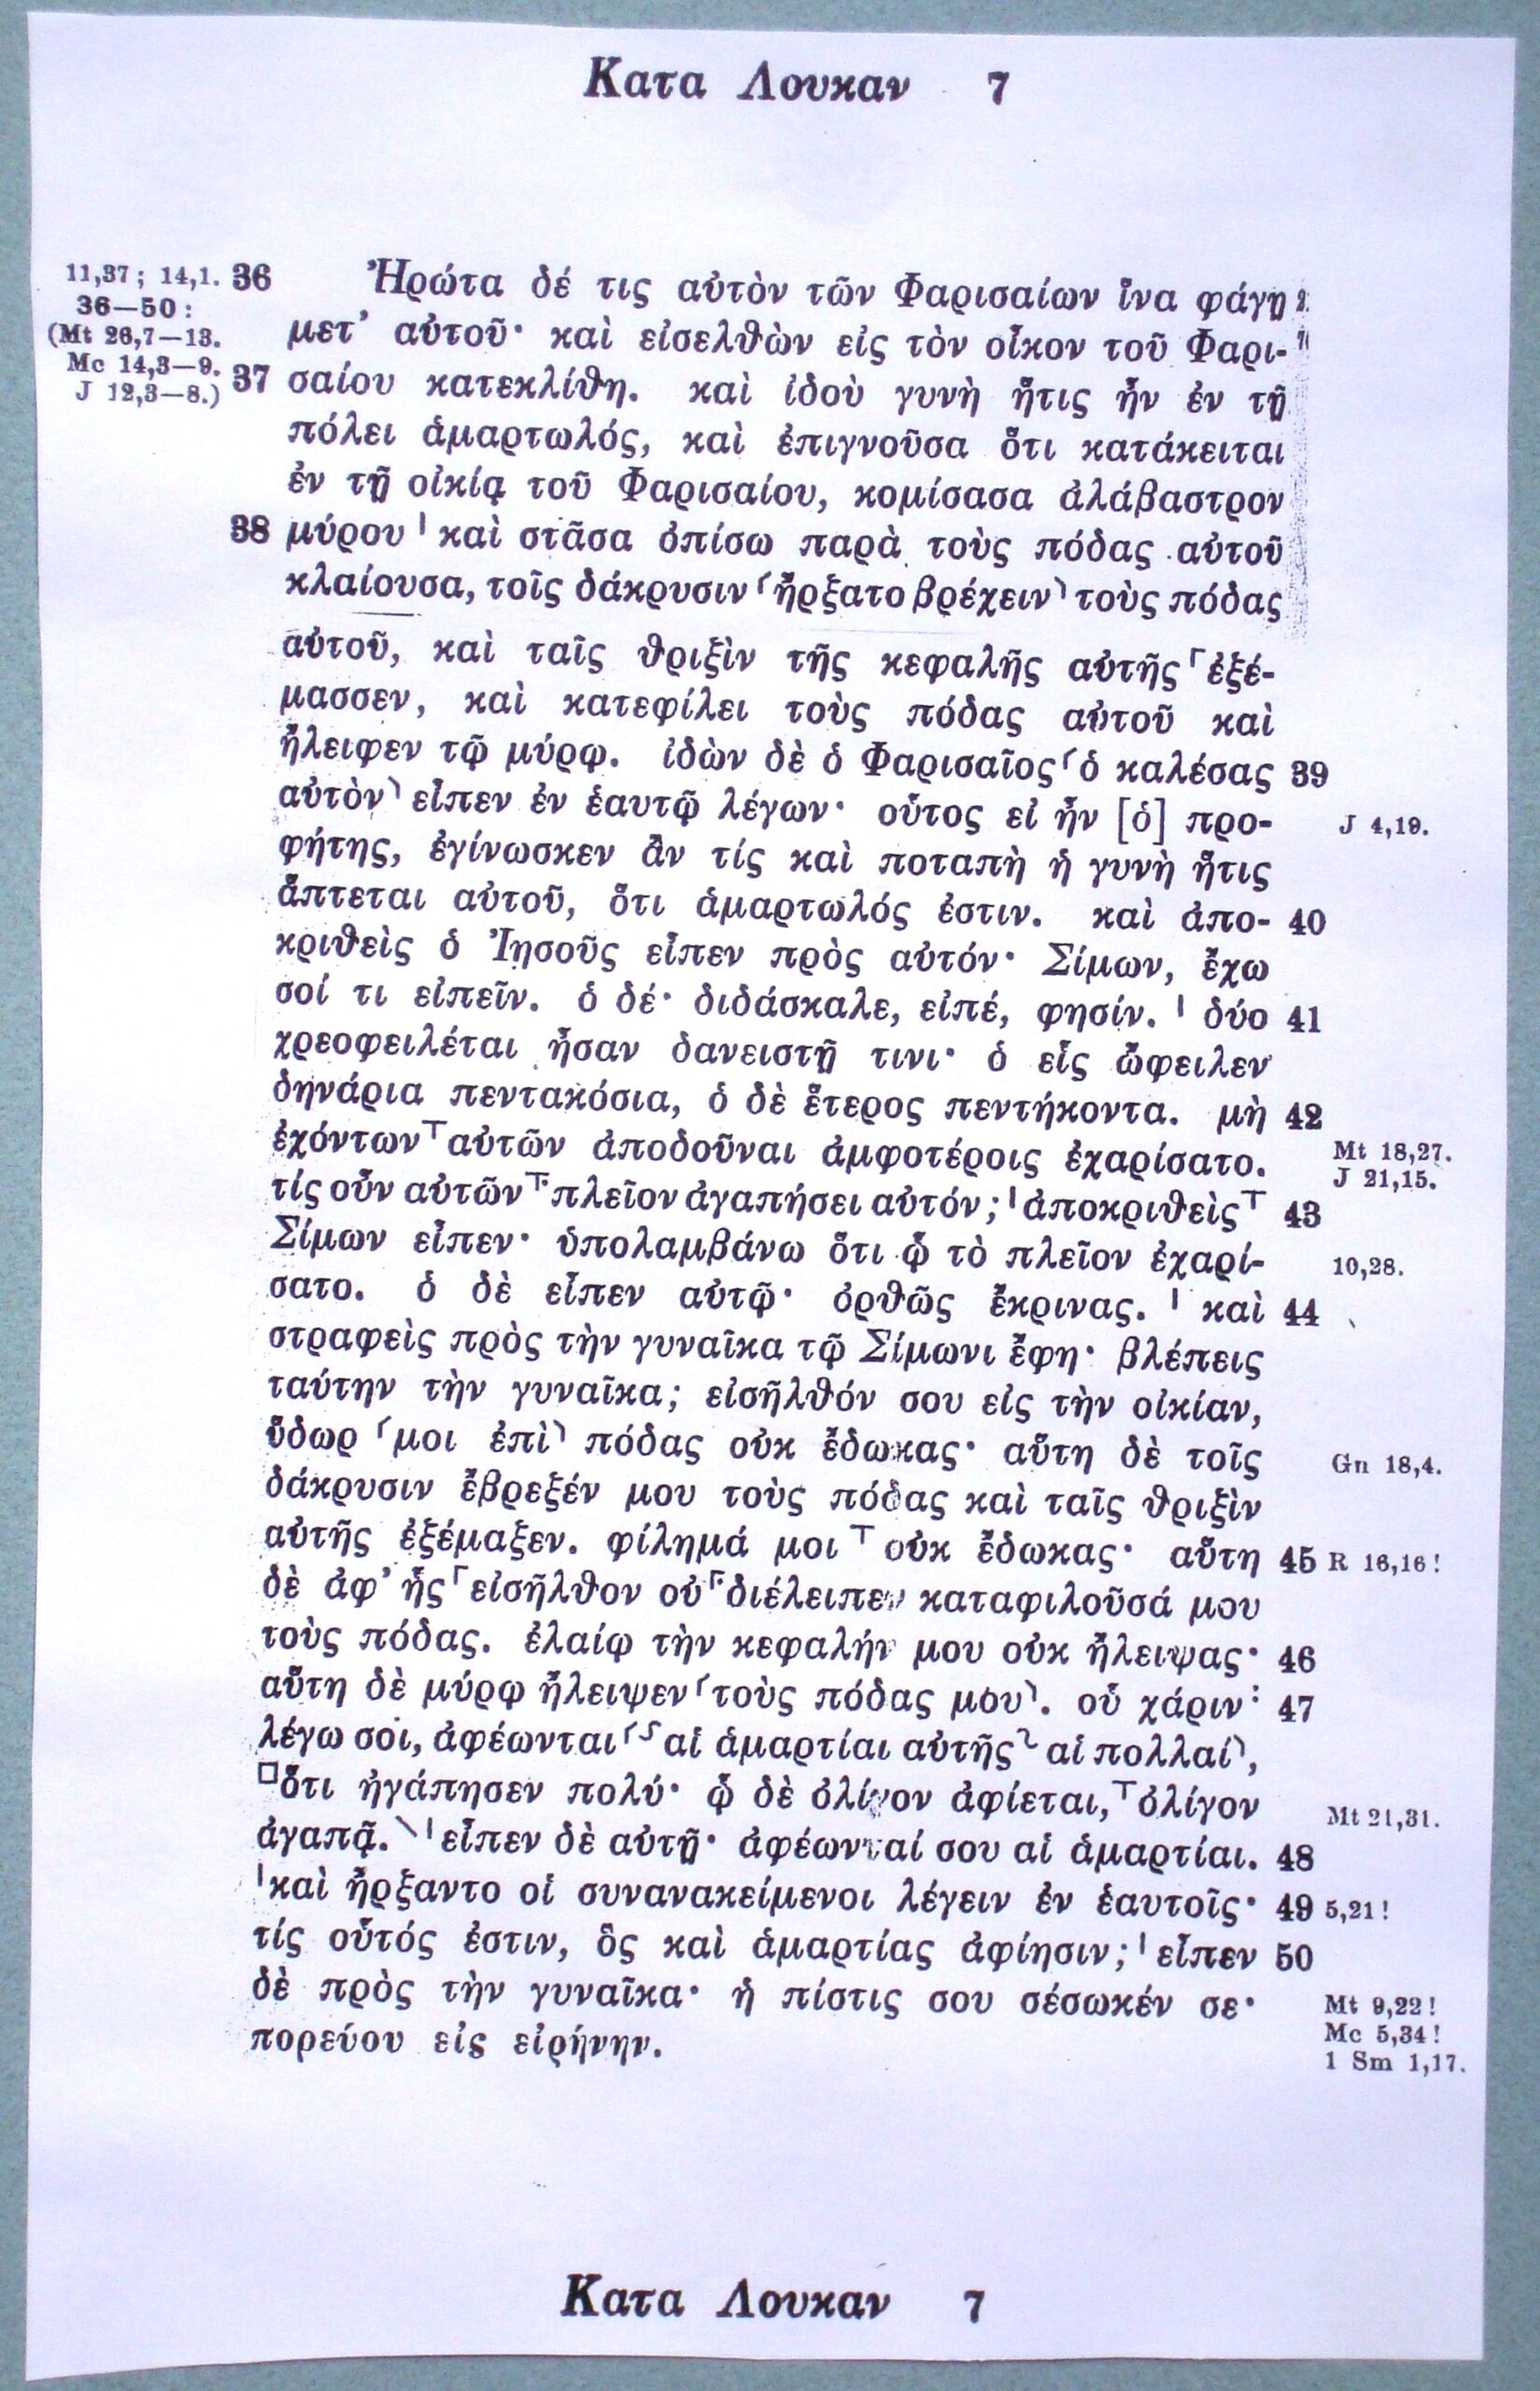 Κατα Λουκαν 7
11,37; 14,1. 36 Ἠρώτα δέ τις αὐτὸν τῶν Φαρισαίων ἵνα φάγῃ
36—50:
(Mt 26,7—13. μετ’ αὐτοῦ· καὶ εἰσελθὼν εἰς τὸν οἶκον τοῦ Φαρι-
Mc 14,3—9.
J 12,3—8.) 37 σαίου κατεκλίθη. καὶ ἰδοὺ γυνὴ ἥτις ἦν ἐν τῇ
πόλει ἁμαρτωλός, καὶ ἐπιγνοῦσα ὅτι κατάκειται
ἐν τῇ οἰκίᾳ τοῦ Φαρισαίου, κομίσασα ἀλάβαστρον
38 μύρου ˈ καὶ στᾶσα ὀπίσω παρὰ τοὺς πόδας αὐτοῦ
κλαίουσα, τοῖς δάκρυσιν ⸂ἤρξατο βρέχειν⸃ τοὺς πόδας
αὐτοῦ, καὶ ταῖς θριξὶν τῆς κεφαλῆς αὐτῆς ⸀ἐξέ-
μασσεν, καὶ κατεφίλει τοὺς πόδας αὐτοῦ καὶ
ἤλειφεν τῷ μύρῳ. ἰδὼν δὲ ὁ Φαρισαῖος ⸂ὁ καλέσας 39
αὐτὸν⸃ εἶπεν ἐν ἑαυτῷ λέγων· οὗτος εἰ ἦν [ὁ] προ- J 4,19.
φήτης, ἐγίνωσκεν ἂν τίς καὶ ποταπὴ ἡ γυνὴ ἥτις
ἅπτεται αὐτοῦ, ὅτι ἁμαρτωλός ἐστιν. καὶ ἀπο- 40
κριθεὶς ὁ Ἰησοῦς εἶπεν πρὸς αὐτόν· Σίμων, ἔχω
σοί τι εἰπεῖν. ὁ δέ· διδάσκαλε, εἰπέ, φησίν. ˈ δύο 41
χρεοφειλέται ἦσαν δανειστῇ τινι· ὁ εἷς ὤφειλεν
δηνάρια πεντακόσια, ὁ δὲ ἕτερος πεντήκοντα. μὴ 42
ἐχόντων ⸆ αὐτῶν ἀποδοῦναι ἀμφοτέροις ἐχαρίσατο. Mt 18,27.
J 21,15.
τίς οὖν αὐτῶν ⸆ πλεῖον ἀγαπήσει αὐτόν; ˈ ἀποκριθεὶς ⸆ 43
Σίμων εἶπεν· ὑπολαμβάνω ὅτι ᾧ τὸ πλεῖον ἐχαρί- 10,28.
σατο. ὁ δὲ εἶπεν αὐτῷ· ὀρθῶς ἔκρινας. ˈ καὶ 44
στραφεὶς πρὸς τὴν γυναῖκα τῷ Σίμωνι ἔφη· βλέπεις
ταύτην τὴν γυναῖκα; εἰσῆλθόν σου εἰς τὴν οἰκίαν,
ὕδωρ ⸂μοι ἐπὶ⸃ πόδας οὐκ ἔδωκας· αὕτη δὲ τοῖς Gn 18,4.
δάκρυσιν ἔβρεξέν μου τοὺς πόδας καὶ ταῖς θριξὶν
αὐτῆς ἐξέμαξεν. φίλημά μοι ⸆ οὐκ ἔδωκας· αὕτη 45 R 16,16!
δὲ ἀφ’ ἧς ⸀εἰσῆλθον οὐ ⸁διέλειπεν καταφιλοῦσά μου
τοὺς πόδας. ἐλαίῳ τὴν κεφαλήν μου οὐκ ἤλειψας· 46
αὕτη δὲ μύρῳ ἤλειψεν ⸂τοὺς πόδας μου⸃. οὗ χάριν⁚ 47
λέγω σοι, ἀφέωνται ⸂⸉αἱ ἁμαρτίαι αὐτῆς⸊ αἱ πολλαί⸃,
⸋ὅτι ἠγάπησεν πολύ· ᾧ δὲ ὀλίγον ἀφίεται, ⸆ ὀλίγον Mt 21,31.
ἀγαπᾷ.⸌ ˈ εἶπεν δὲ αὐτῇ· ἀφέωνταί σου αἱ ἁμαρτίαι. 48
ˈ καὶ ἤρξαντο οἱ συνανακείμενοι λέγειν ἐν ἑαυτοῖς· 49 5,21!
τίς οὗτός ἐστιν, ὃς καὶ ἁμαρτίας ἀφίησιν; ˈ εἶπεν 50
δὲ πρὸς τὴν γυναῖκα· ἡ πίστις σου σέσωκέν σε· Mt 9,22!
Mc 5,34!
πορεύου εἰς εἰρήνην. 1 Sm 1,17.
Κατα Λουκαν 7